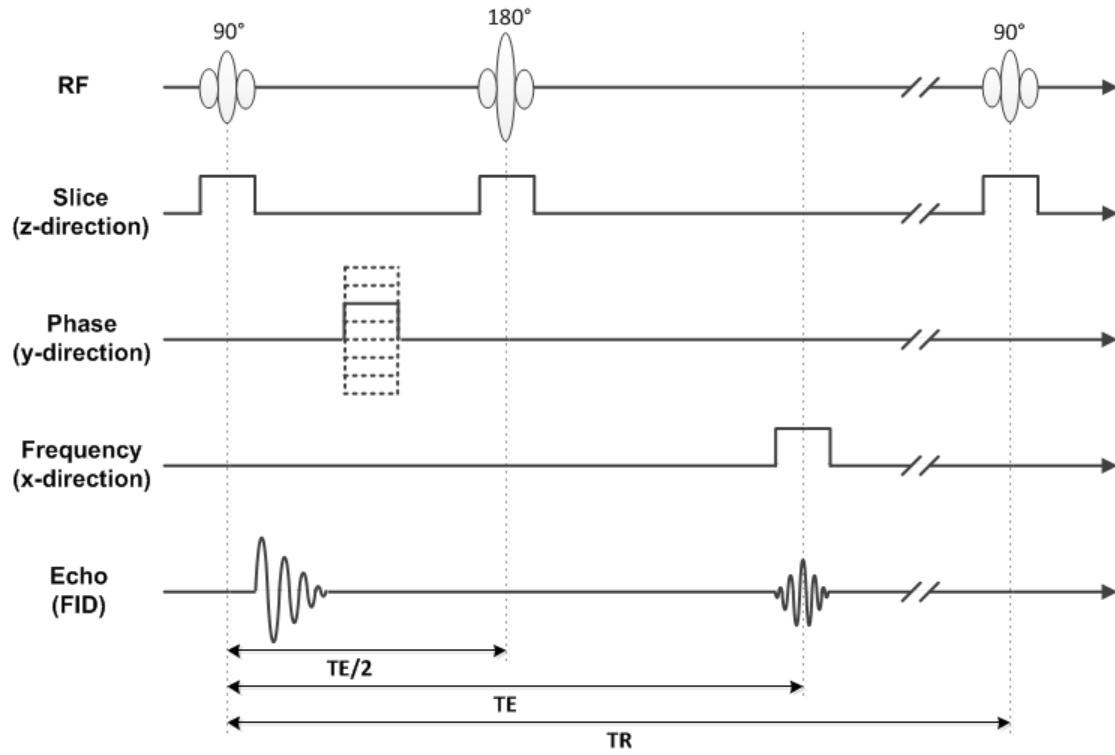 90°
180°
90°
RF
Slice
(z-direction)
Phase
(y-direction)
Frequency
(x-direction)
Echo
(FID)
TE/2
TE
TR